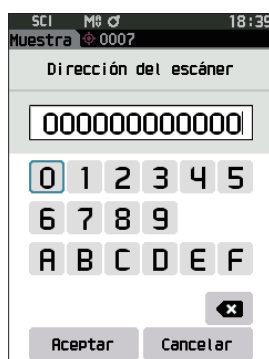 SCI M8 18:39
Muestra 0007
Dirección del escáner
000000000000
0 1 2 3 4 5
6 7 8 9
A B C D E F
Aceptar Cancelar